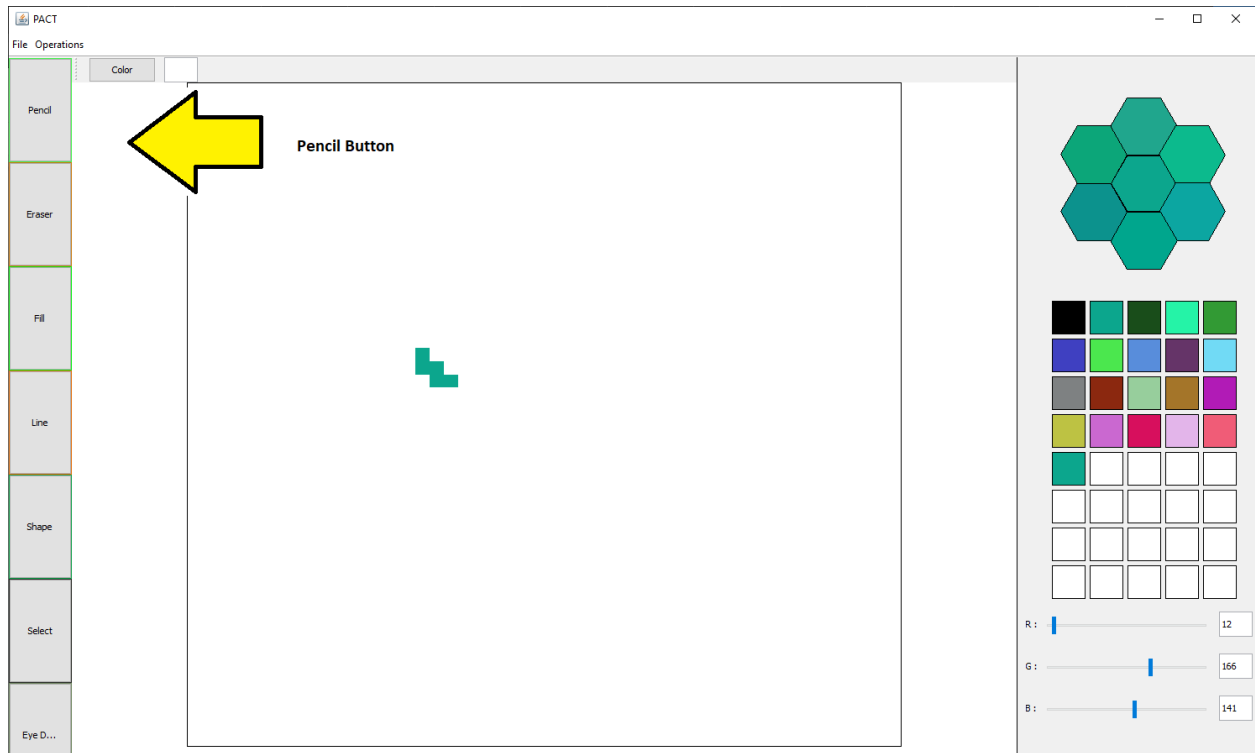 PACT
File Operations
Color
Pencil
Pencil Button
Eraser
Fill
Line
Shape
Select
Eye D...
R : 12
G : 166
B : 141